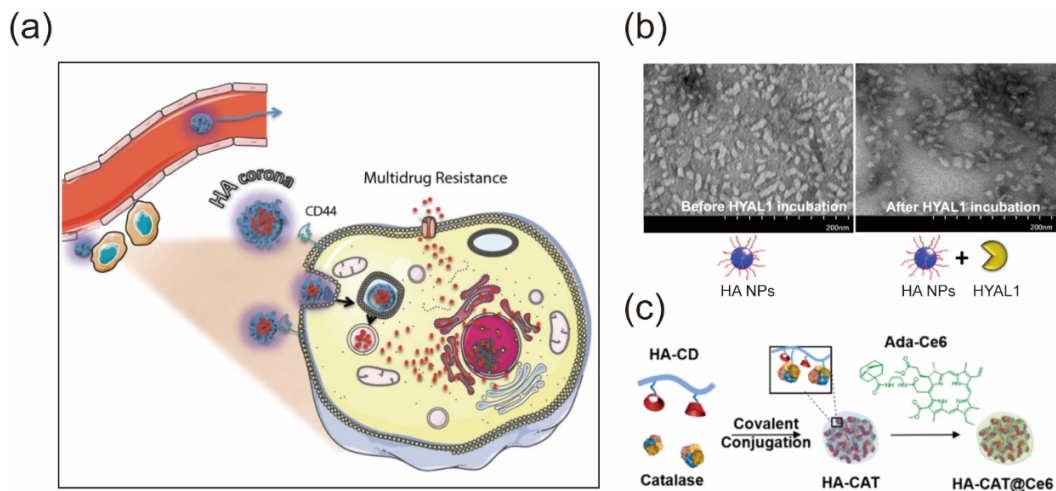 (a)
HA corona
CD44
Multidrug Resistance
(b)
Before HYAL1 incubation
200nm
After HYAL1 incubation
200nm
HA NPs
HA NPs + HYAL1
(c)
HA-CD
Catalase
Covalent
Conjugation
HA-CAT
Ada-Ce6
HA-CAT@Ce6